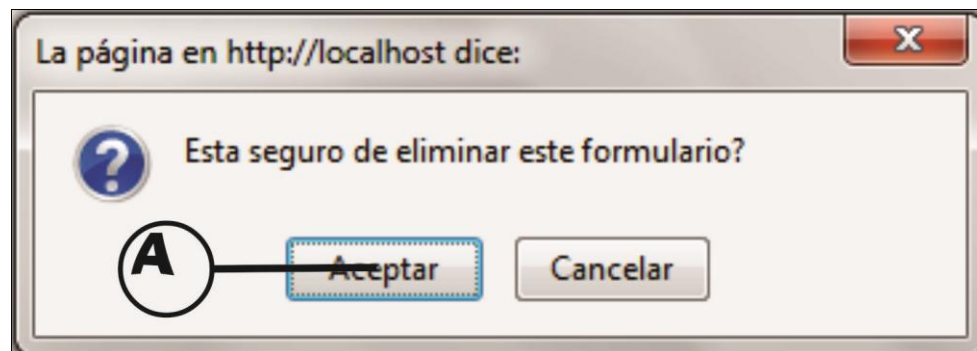 La página en http://localhost dice:
Esta seguro de eliminar este formulario?
A Aceptar Cancelar